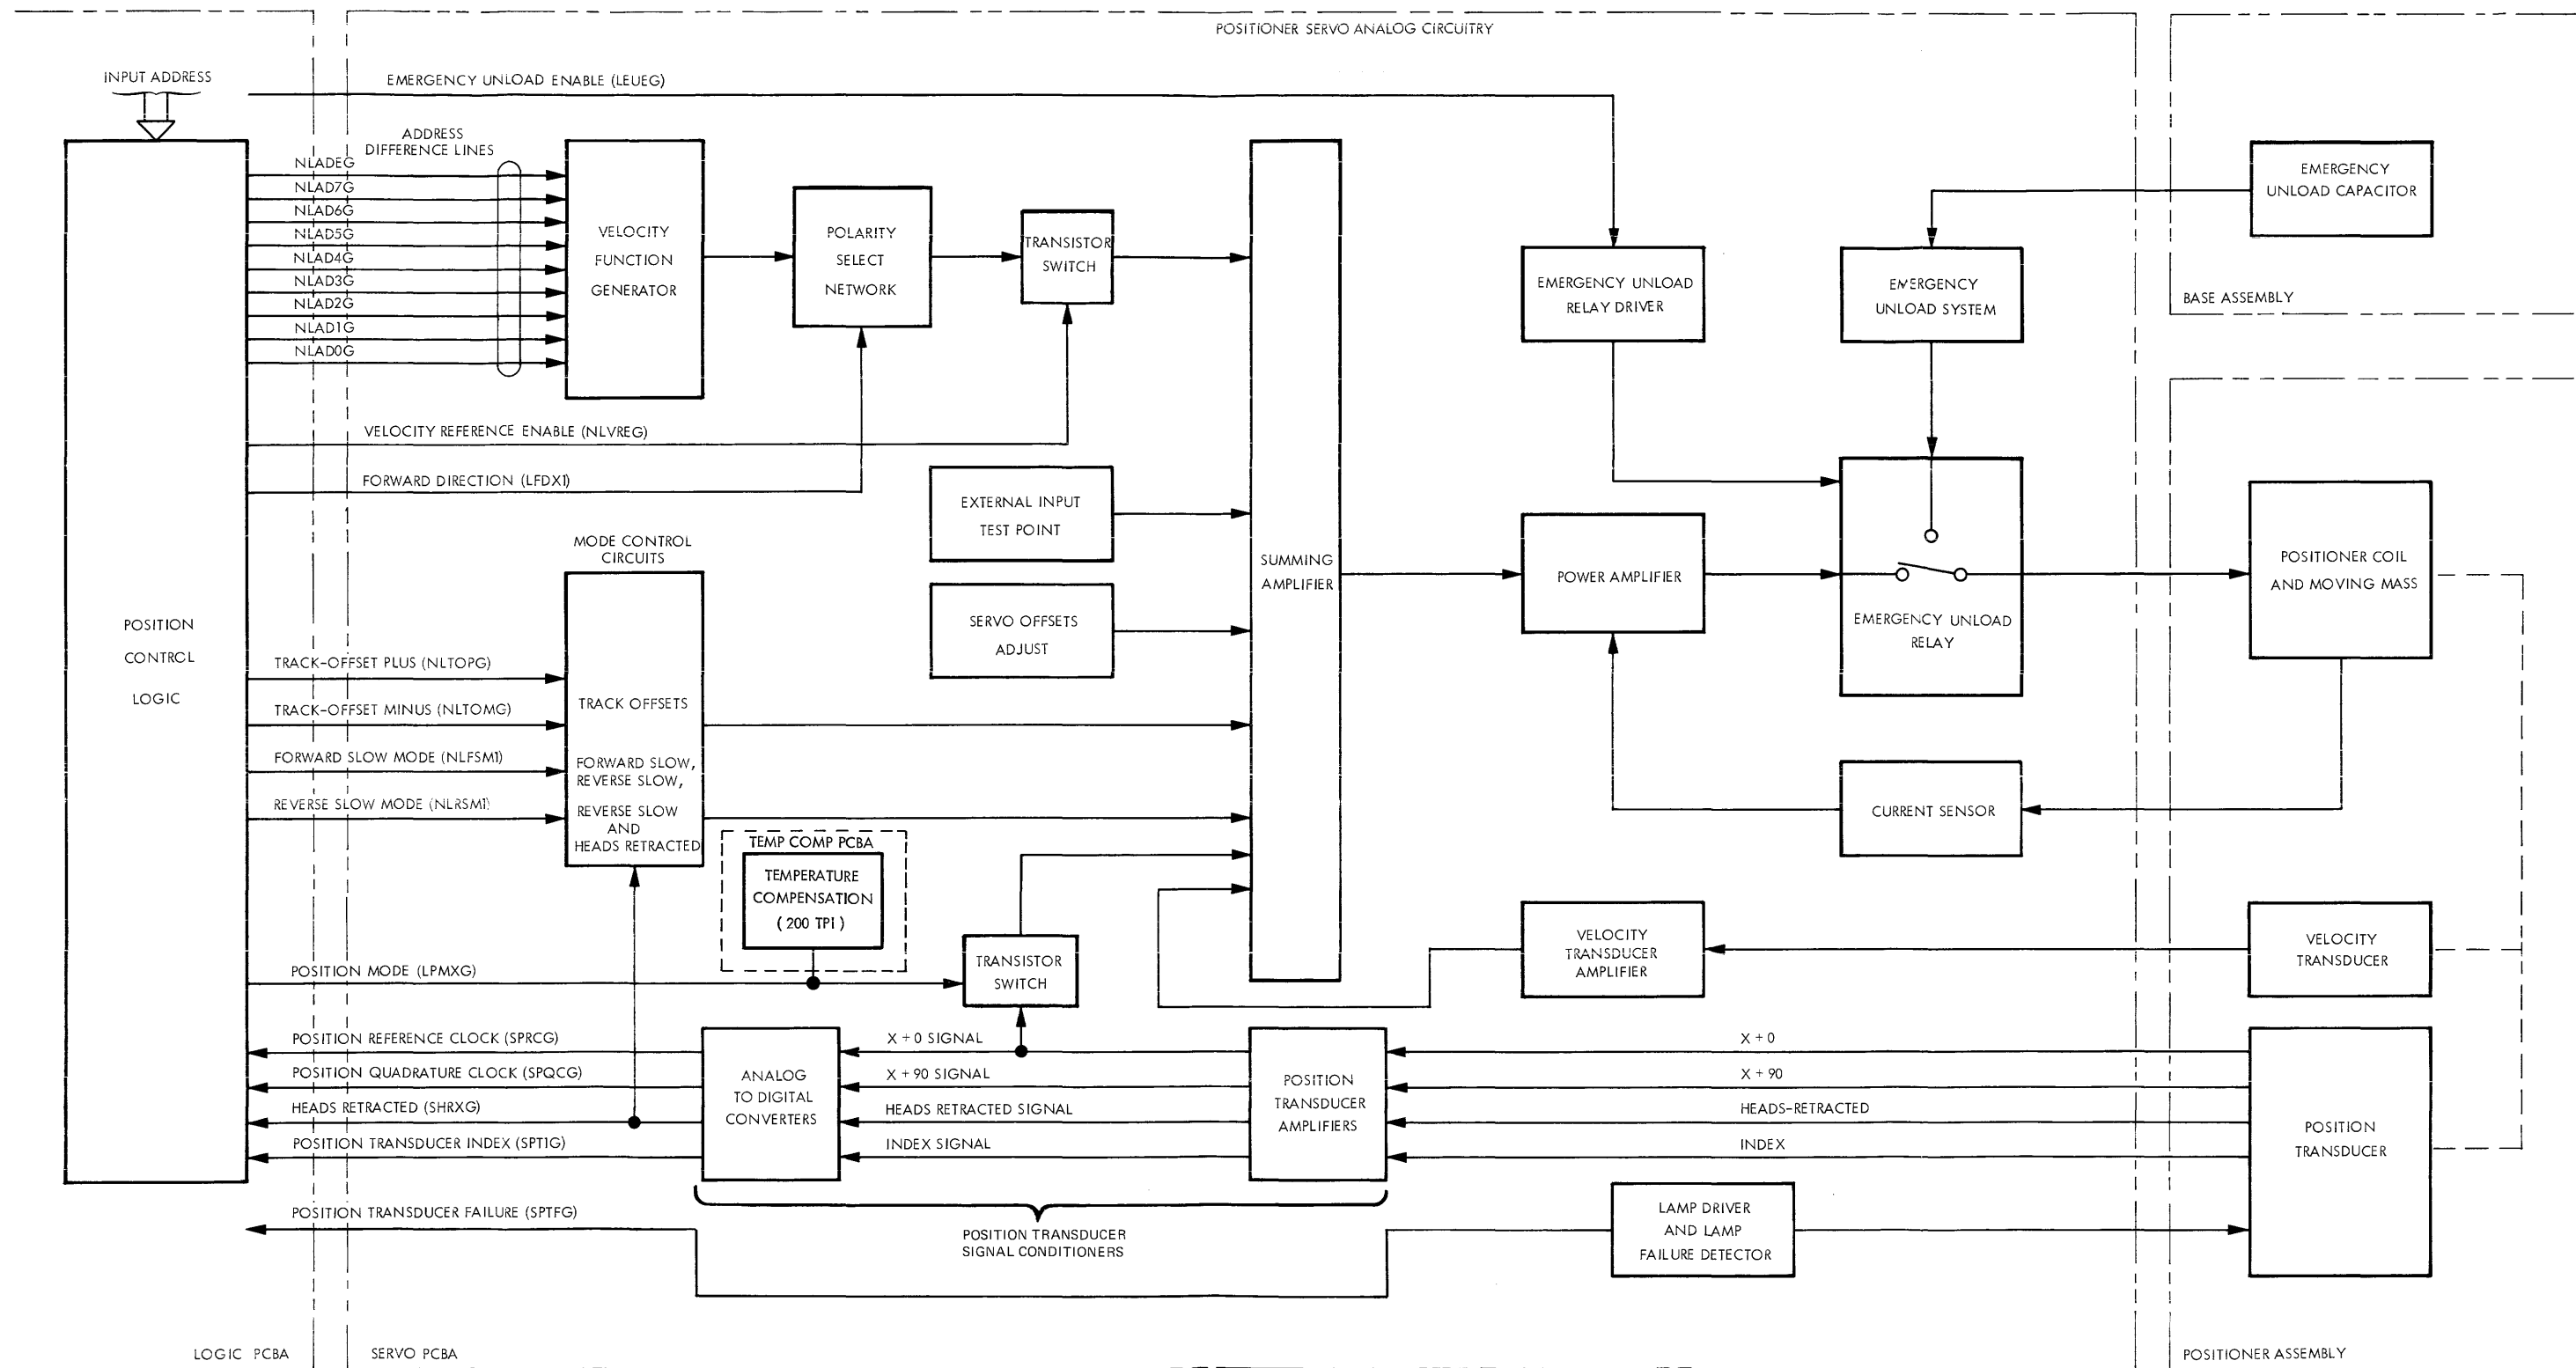 POSITIONER SERVO ANALOG CIRCUITRY
INPUT ADDRESS
EMERGENCY UNLOAD ENABLE (LEUEG)
ADDRESS
DIFFERENCE LINES
NLADEG
NLAD7G
NLAD6G
NLAD5G
NLAD4G
NLAD3G
NLAD2G
NLAD1G
NLAD0G
VELOCITY
FUNCTION
GENERATOR
POLARITY
SELECT
NETWORK
TRANSISTOR
SWITCH
EMERGENCY UNLOAD
RELAY DRIVER
EMERGENCY
UNLOAD SYSTEM
EMERGENCY
UNLOAD CAPACITOR
BASE ASSEMBLY
VELOCITY REFERENCE ENABLE (NLVREG)
FORWARD DIRECTION (LFDX1)
EXTERNAL INPUT
TEST POINT
SERVO OFFSETS
ADJUST
SUMMING
AMPLIFIER
POWER AMPLIFIER
EMERGENCY UNLOAD
RELAY
POSITIONER COIL
AND MOVING MASS
POSITION
CONTROL
LOGIC
MODE CONTROL
CIRCUITS
TRACK-OFFSET PLUS (NLTOPG)
TRACK-OFFSET MINUS (NLTOMG)
FORWARD SLOW MODE (NLFSM1)
REVERSE SLOW MODE (NLRSM1)
TRACK OFFSETS
FORWARD SLOW,
REVERSE SLOW,
REVERSE SLOW
AND
HEADS RETRACTED
TEMP COMP PCBA
TEMPERATURE
COMPENSATION
( 200 TPI )
CURRENT SENSOR
POSITION MODE (LPMXG)
TRANSISTOR
SWITCH
VELOCITY
TRANSDUCER
AMPLIFIER
VELOCITY
TRANSDUCER
POSITION REFERENCE CLOCK (SPRCG)
POSITION QUADRATURE CLOCK (SPQCG)
HEADS RETRACTED (SHRXG)
POSITION TRANSDUCER INDEX (SPTIG)
ANALOG
TO DIGITAL
CONVERTERS
X + 0 SIGNAL
X + 90 SIGNAL
HEADS RETRACTED SIGNAL
INDEX SIGNAL
POSITION
TRANSDUCER
AMPLIFIERS
X + 0
X + 90
HEADS-RETRACTED
INDEX
POSITION
TRANSDUCER
POSITION TRANSDUCER FAILURE (SPTFG)
POSITION TRANSDUCER
SIGNAL CONDITIONERS
LAMP DRIVER
AND LAMP
FAILURE DETECTOR
LOGIC PCBA
SERVO PCBA
POSITIONER ASSEMBLY